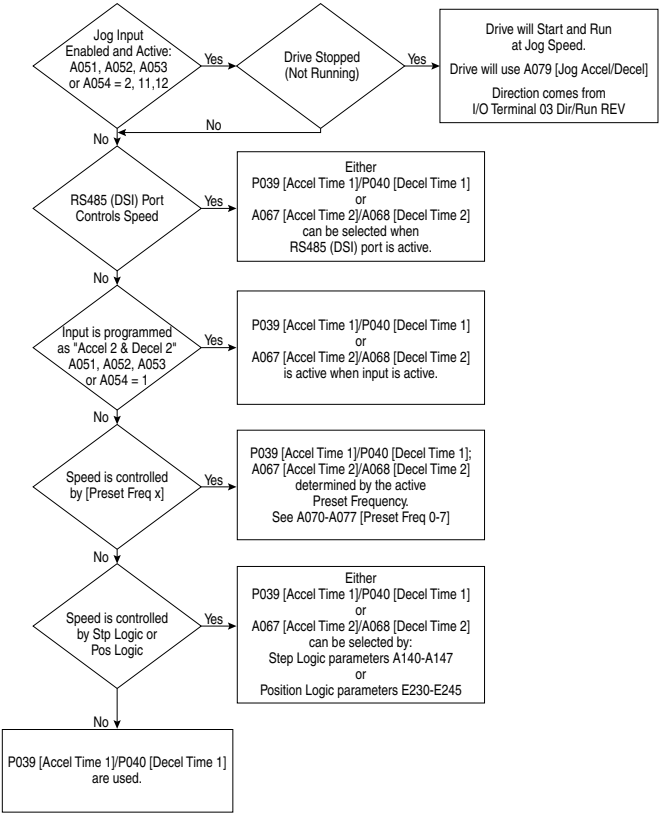 Jog Input
Enabled and Active:
A051, A052, A053
or A054 = 2, 11,12
Yes
Drive Stopped
(Not Running)
Yes
Drive will Start and Run
at Jog Speed.
Drive will use A079 [Jog Accel/Decel]
Direction comes from
I/O Terminal 03 Dir/Run REV
No
No
RS485 (DSI) Port
Controls Speed
Yes
Either
P039 [Accel Time 1]/P040 [Decel Time 1]
or
A067 [Accel Time 2]/A068 [Decel Time 2]
can be selected when
RS485 (DSI) port is active.
No
Input is programmed
as "Accel 2 & Decel 2"
A051, A052, A053
or A054 = 1
Yes
P039 [Accel Time 1]/P040 [Decel Time 1]
or
A067 [Accel Time 2]/A068 [Decel Time 2]
is active when input is active.
No
Speed is controlled
by [Preset Freq x]
Yes
P039 [Accel Time 1]/P040 [Decel Time 1];
A067 [Accel Time 2]/A068 [Decel Time 2]
determined by the active
Preset Frequency.
See A070-A077 [Preset Freq 0-7]
No
Speed is controlled
by Stp Logic or
Pos Logic
Yes
Either
P039 [Accel Time 1]/P040 [Decel Time 1]
or
A067 [Accel Time 2]/A068 [Decel Time 2]
can be selected by:
Step Logic parameters A140-A147
or
Position Logic parameters E230-E245
No
P039 [Accel Time 1]/P040 [Decel Time 1]
are used.